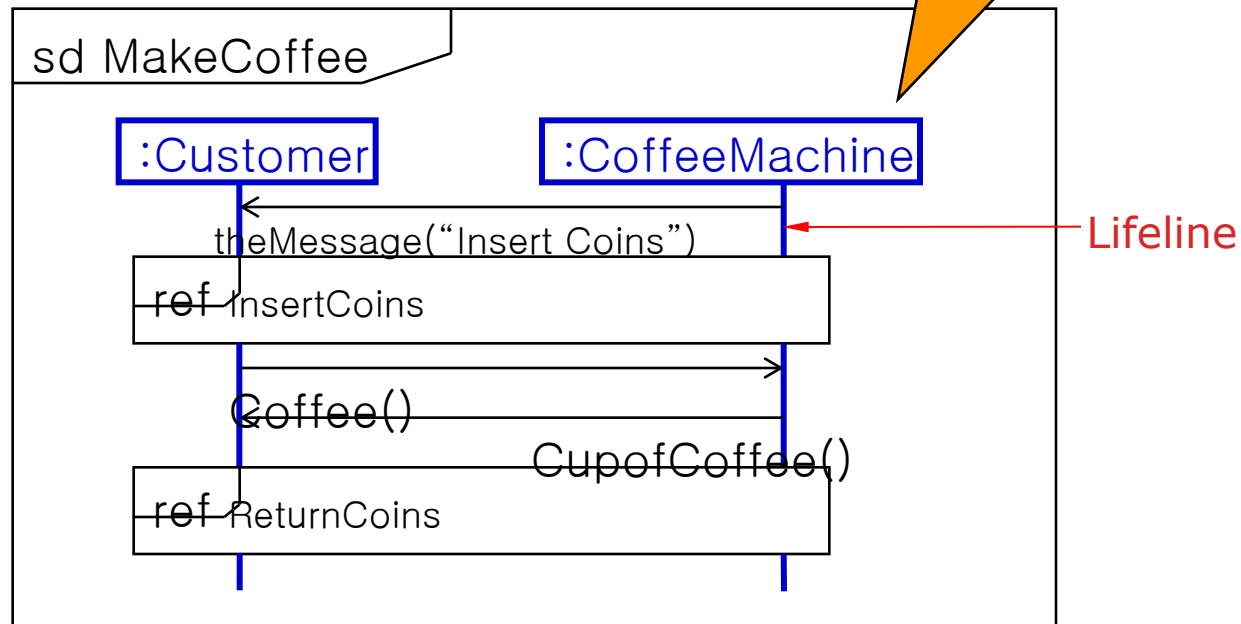 sd MakeCoffee
:Customer
:CoffeeMachine
theMessage(“Insert Coins”)
Lifeline
ref InsertCoins
Coffee()
CupofCoffee()
ref ReturnCoins